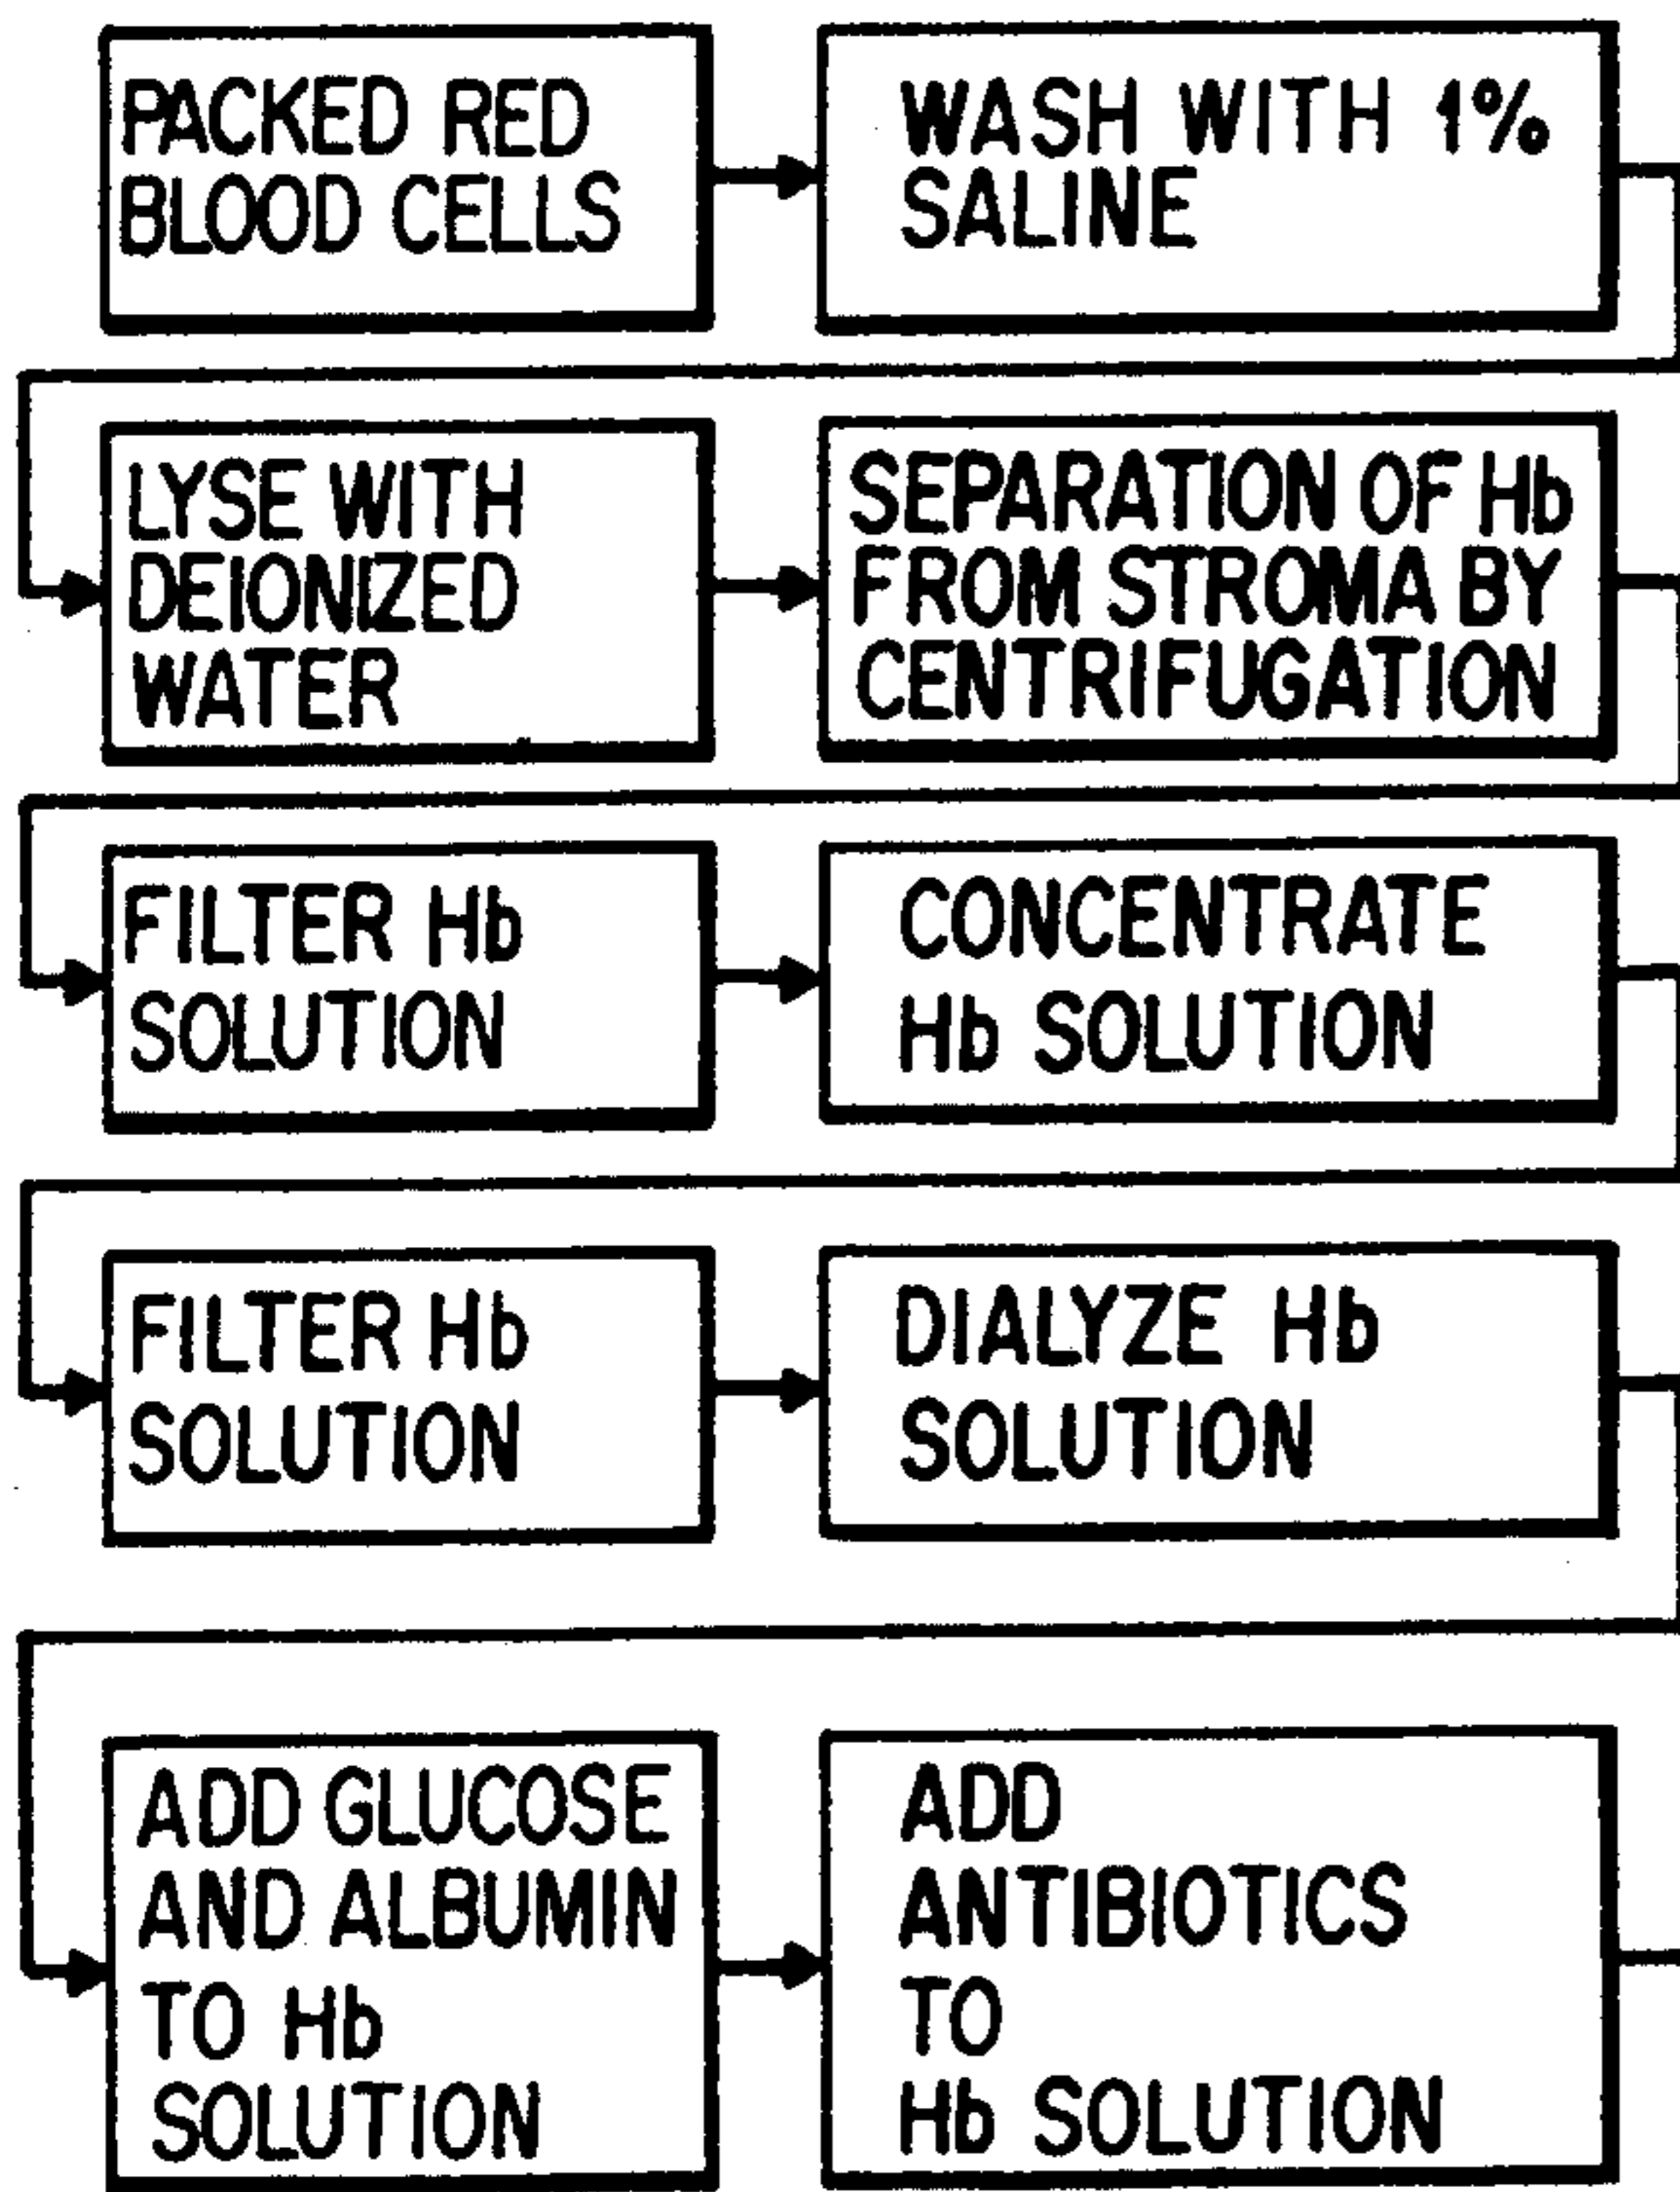 PACKED RED
BLOOD CELLS
WASH WITH 1%
SALINE
LYSE WITH
DEIONIZED
WATER
SEPARATION OF Hb
FROM STROMA BY
CENTRIFUGATION
FILTER Hb
SOLUTION
CONCENTRATE
Hb SOLUTION
FILTER Hb
SOLUTION
DIALYZE Hb
SOLUTION
ADD GLUCOSE
AND ALBUMIN
TO Hb
SOLUTION
ADD
ANTIBIOTICS
TO
Hb SOLUTION